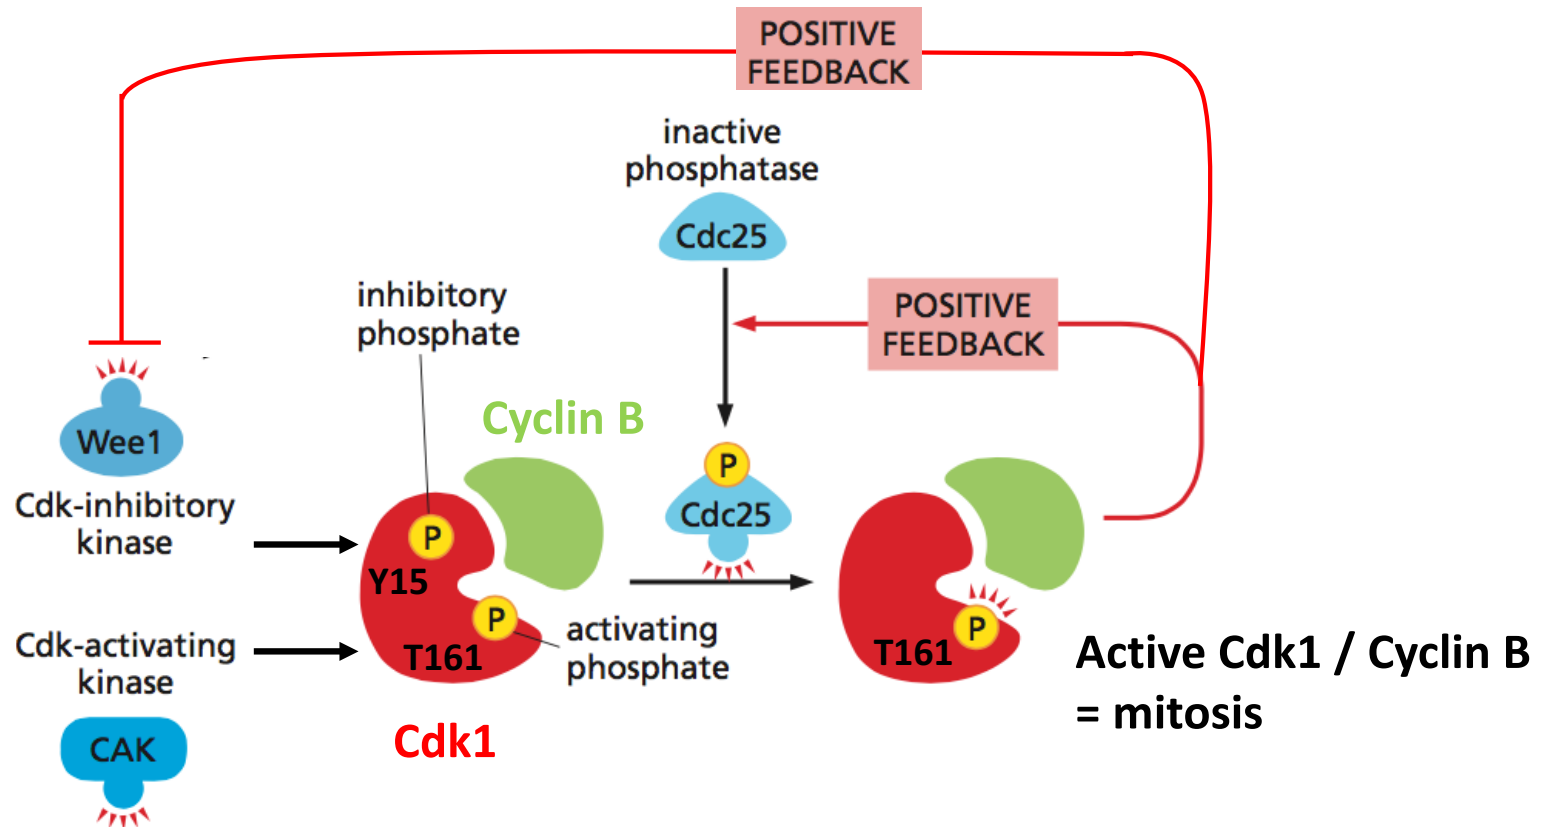 POSITIVE
FEEDBACK
inactive
phosphatase
Cdc25
inhibitory
phosphate
POSITIVE
FEEDBACK
Cyclin B
Wee1
P
Cdc25
Cdk-inhibitory
kinase
P
Y15
P
T161
activating
phosphate
P
T161
Cdk-activating
kinase
Active Cdk1 / Cyclin B
= mitosis
CAK
Cdk1